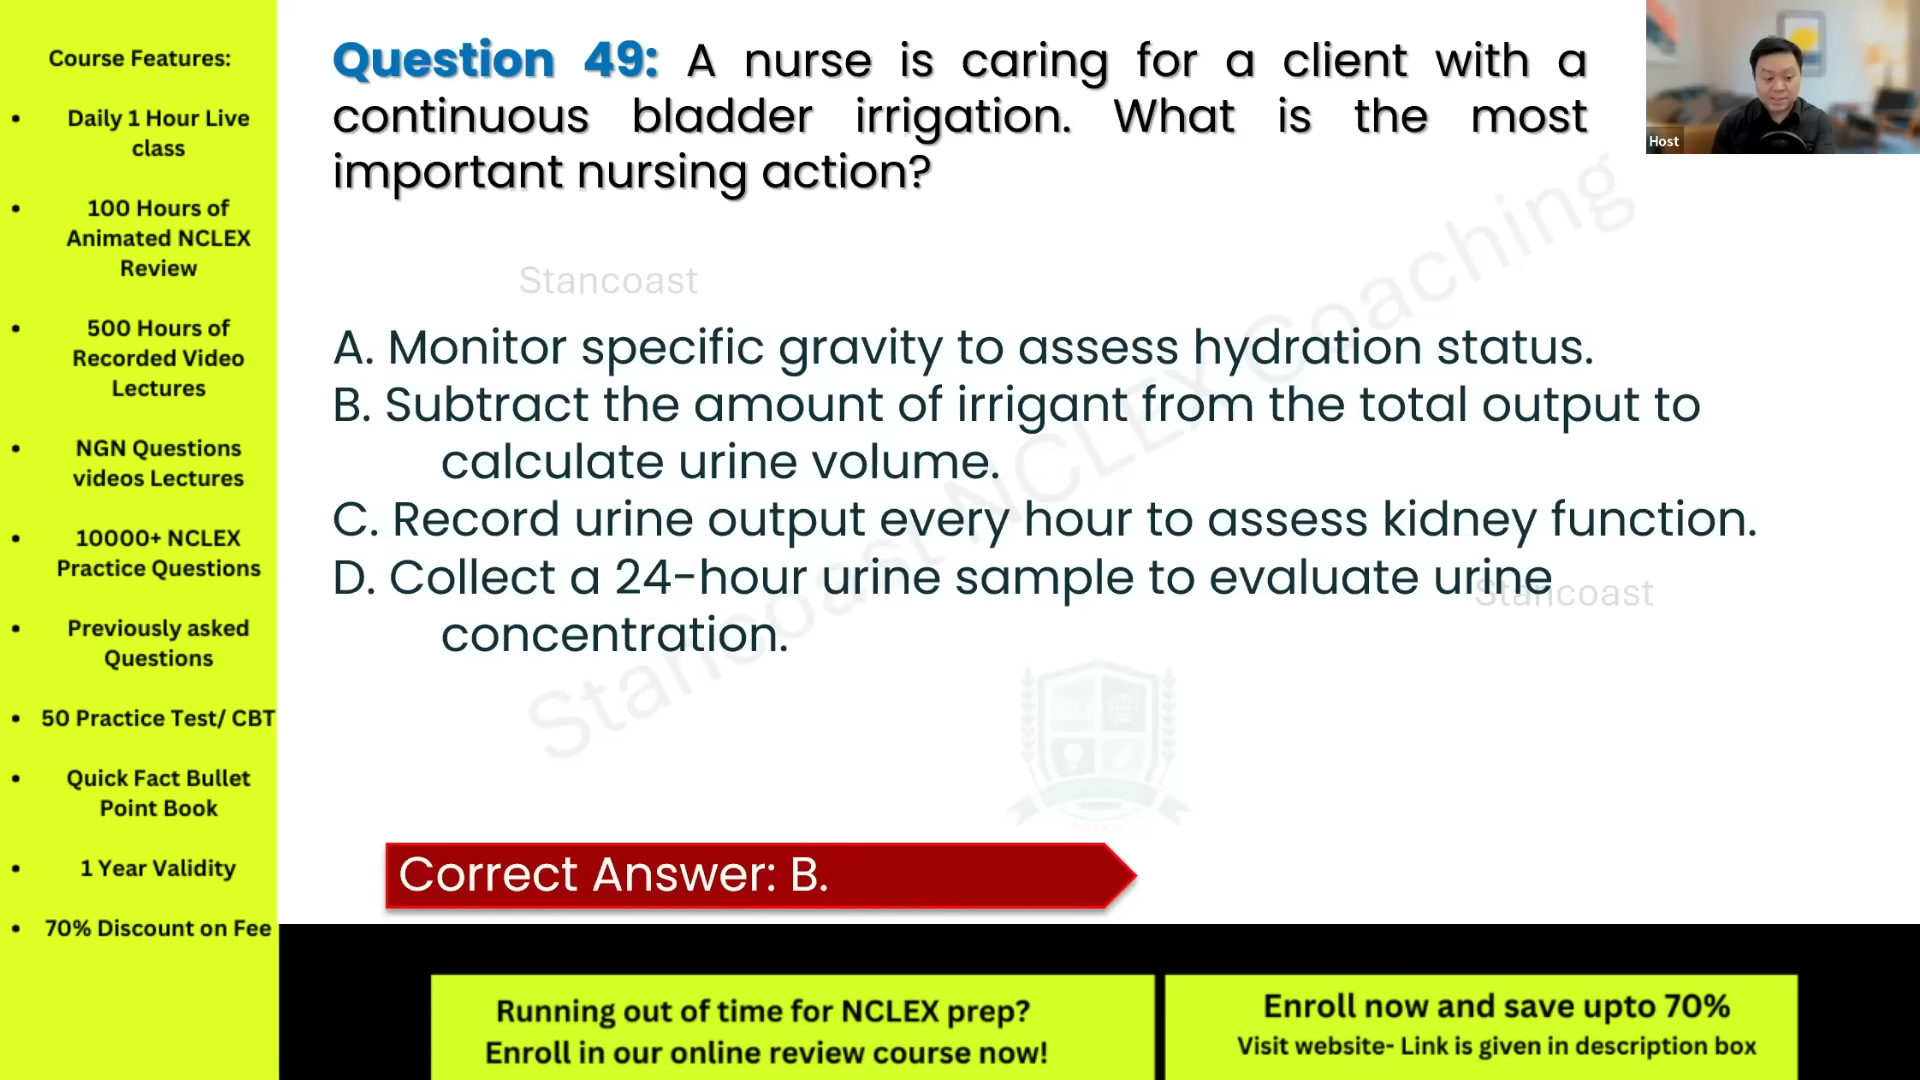 Course Features:
• Daily 1 Hour Live
class
• 100 Hours of
Animated NCLEX
Review
• 500 Hours of
Recorded Video
Lectures
• NGN Questions
videos Lectures
• 10000+ NCLEX
Practice Questions
• Previously asked
Questions
• 50 Practice Test/ CBT
• Quick Fact Bullet
Point Book
• 1 Year Validity
• 70% Discount on Fee
Question 49: A nurse is caring for a client with a
continuous bladder irrigation. What is the most
important nursing action?
Host
Stancoast
A. Monitor specific gravity to assess hydration status.
B. Subtract the amount of irrigant from the total output to
calculate urine volume.
C. Record urine output every hour to assess kidney function.
D. Collect a 24-hour urine sample to evaluate urine
concentration.
Stancoast
Stancoast NCLEX Coaching
Correct Answer: B.
Running out of time for NCLEX prep?
Enroll in our online review course now!
Enroll now and save upto 70%
Visit website- Link is given in description box